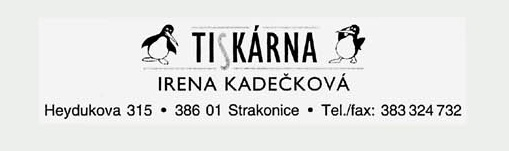 TISKÁRNA
IRENA KADEČKOVÁ
Heydukova 315 • 386 01 Strakonice • Tel./fax: 383 324 732